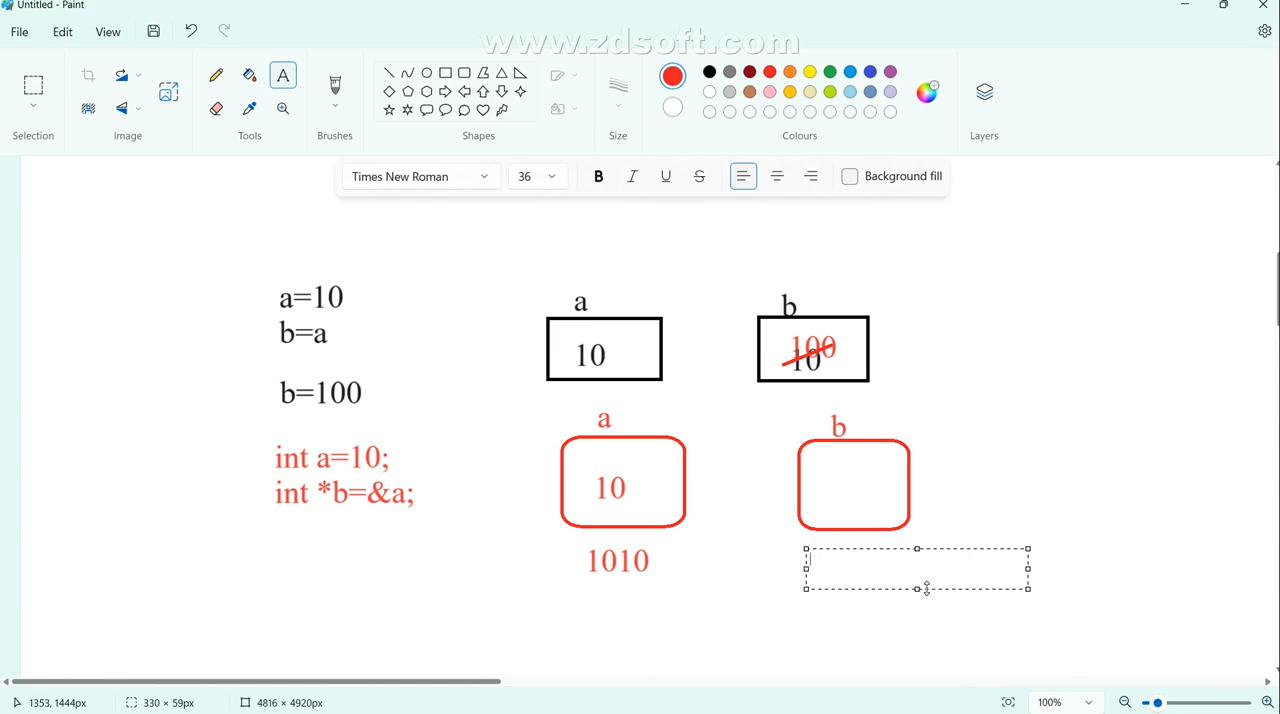 Untitled - Paint
File Edit View
www.zdsoft.com
Selection Image Tools Brushes Shapes Size Colours Layers
Times New Roman 36 B I U S Background fill
a=10
b=a
b=100
a
10
b
100
10
int a=10;
int *b=&a;
a
10
1010
b
1353, 1444px 330 × 59px 4816 × 4920px 100%